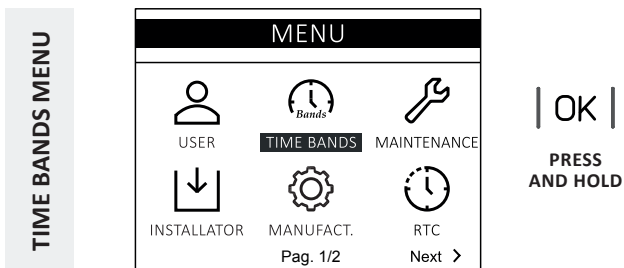 TIME BANDS MENU
MENU
Bands
USER
TIME BANDS
MAINTENANCE
INSTALLATOR
MANUFACT.
RTC
Pag. 1/2
Next >
OK
PRESS
AND HOLD